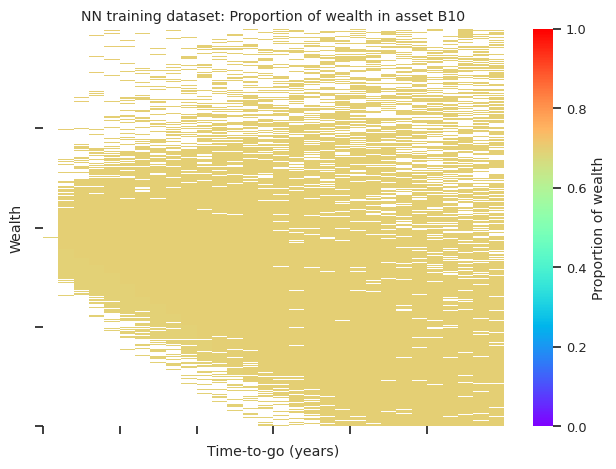 NN training dataset: Proportion of wealth in asset B10
Wealth
Time-to-go (years)
1.0
0.8
0.6
0.4
0.2
0.0
Proportion of wealth